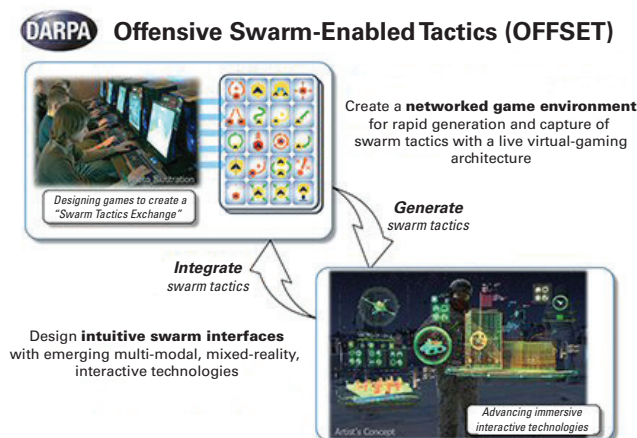 DARPA Offensive Swarm-Enabled Tactics (OFFSET)
Create a networked game environment
for rapid generation and capture of
swarm tactics with a live virtual-gaming
architecture
Photo Illustration
Designing games to create a
"Swarm Tactics Exchange"
Generate
swarm tactics
Integrate
swarm tactics
Design intuitive swarm interfaces
with emerging multi-modal, mixed-reality,
interactive technologies
Artist's Concept
Advancing immersive
interactive technologies